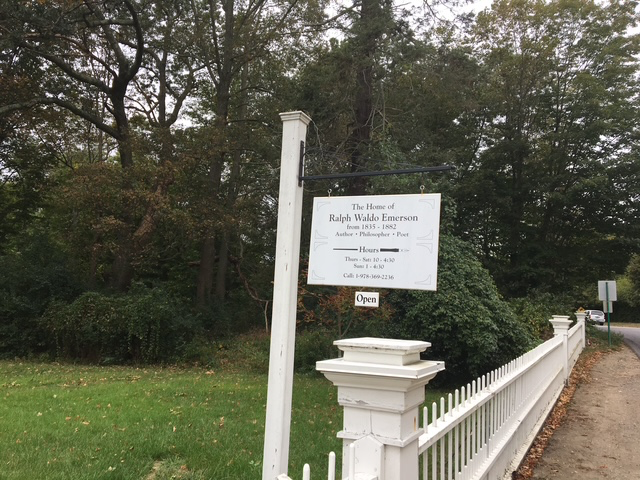 The Home of
Ralph Waldo Emerson
from 1835 - 1882
Author • Philosopher • Poet
Hours
Thurs - Sat: 10 - 4:30
Sun: 1 - 4:30
Call: 1-978-369-2236
Open